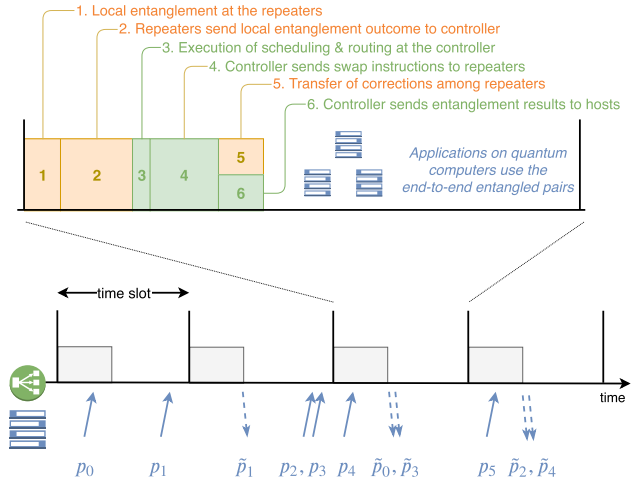 1. Local entanglement at the repeaters
2. Repeaters send local entanglement outcome to controller
3. Execution of scheduling & routing at the controller
4. Controller sends swap instructions to repeaters
5. Transfer of corrections among repeaters
6. Controller sends entanglement results to hosts
1 2 3 4 5
6
Applications on quantum
computers use the
end-to-end entangled pairs
time slot
time
p₀ p₁ p̃₁ p₂, p₃ p₄ p̃₀, p̃₃ p₅ p̃₂, p̃₄